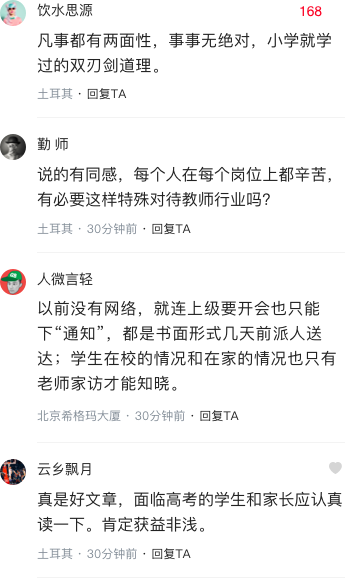 饮水思源 168
凡事都有两面性，事事无绝对，小学就学
过的双刃剑道理。
土耳其 · 回复TA
勤 师
说的有同感，每个人在每个岗位上都辛苦，
有必要这样特殊对待教师行业吗？
土耳其 · 30分钟前 · 回复TA
人微言轻
以前没有网络，就连上级要开会也只能
下“通知”，都是书面形式几天前派人送
达；学生在校的情况和在家的情况也只有
老师家访才能知晓。
北京希格玛大厦 · 30分钟前 · 回复TA
云乡飘月
真是好文章，面临高考的学生和家长应认真
读一下。肯定获益非浅。
土耳其 · 30分钟前 · 回复TA